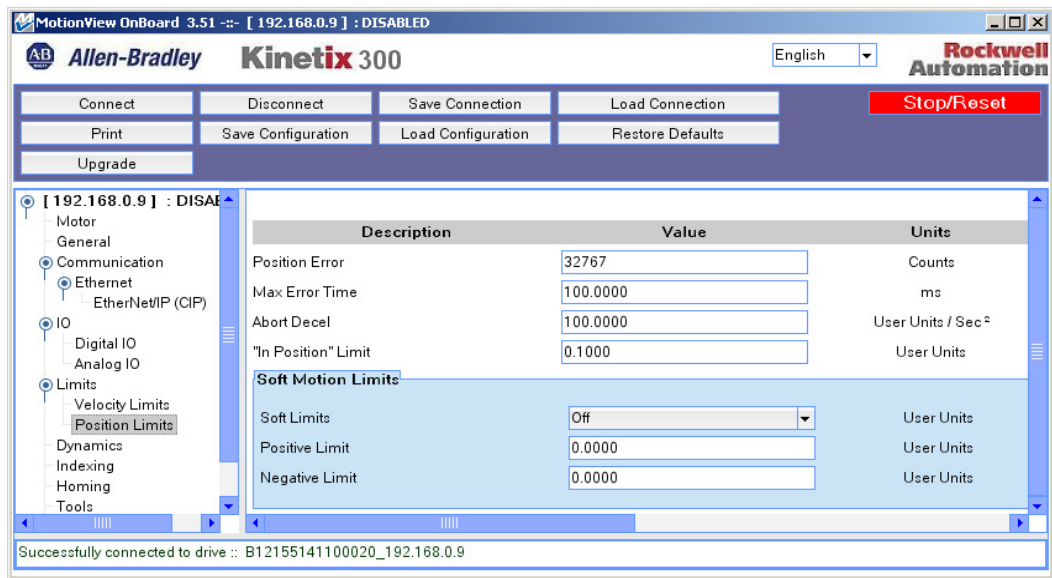 MotionView OnBoard 3.51 -::- [ 192.168.0.9 ] : DISABLED
AB Allen-Bradley Kinetix 300 English Rockwell
Automation
Connect Disconnect Save Connection Load Connection Stop/Reset
Print Save Configuration Load Configuration Restore Defaults
Upgrade
[ 192.168.0.9 ] : DISAB
Motor
General
Communication
Ethernet
EtherNet/IP (CIP)
IO
Digital IO
Analog IO
Limits
Velocity Limits
Position Limits
Dynamics
Indexing
Homing
Tools
Description Value Units
Position Error 32767 Counts
Max Error Time 100.0000 ms
Abort Decel 100.0000 User Units / Sec²
"In Position" Limit 0.1000 User Units
Soft Motion Limits
Soft Limits Off User Units
Positive Limit 0.0000 User Units
Negative Limit 0.0000 User Units
Successfully connected to drive :: B12155141100020_192.168.0.9